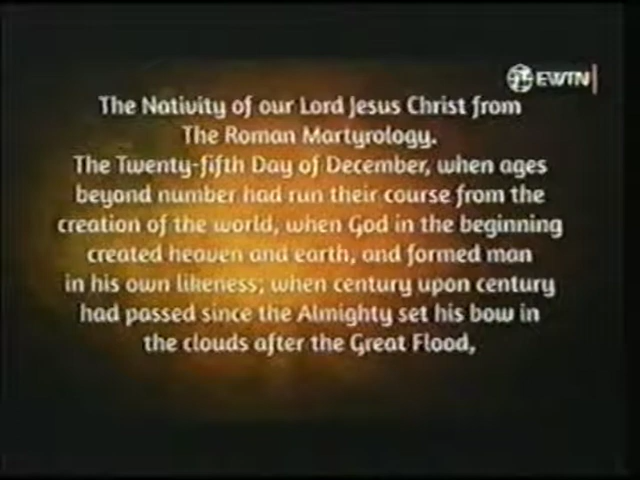 EWTN
The Nativity of our Lord Jesus Christ from
The Roman Martyrology.
The Twenty-fifth Day of December, when ages
beyond number had run their course from the
creation of the world, when God in the beginning
created heaven and earth, and formed man
in his own likeness; when century upon century
had passed since the Almighty set his bow in
the clouds after the Great Flood,